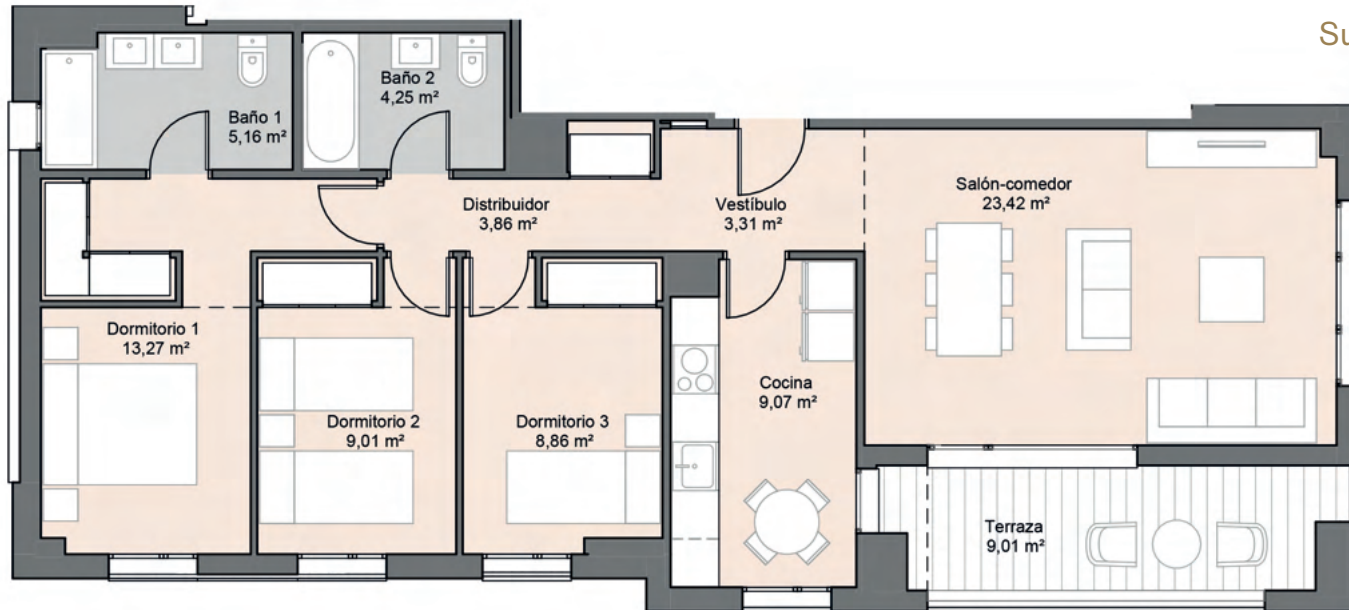 Su
Baño 1
5,16 m²
Baño 2
4,25 m²
Distribuidor
3,86 m²
Vestíbulo
3,31 m²
Salón-comedor
23,42 m²
Dormitorio 1
13,27 m²
Dormitorio 2
9,01 m²
Dormitorio 3
8,86 m²
Cocina
9,07 m²
Terraza
9,01 m²